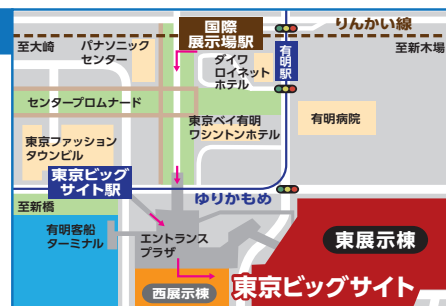 国際
展示場駅
りんかい線
至大崎
パナソニック
センター
ダイワ
ロイネット
ホテル
有明駅
至新木場
センタープロムナード
東京ベイ有明
ワシントンホテル
有明病院
東京ファッション
タウンビル
東京ビッグ
サイト駅
ゆりかもめ
至新橋
有明客船
ターミナル
エントランス
プラザ
東展示棟
西展示棟
東京ビッグサイト